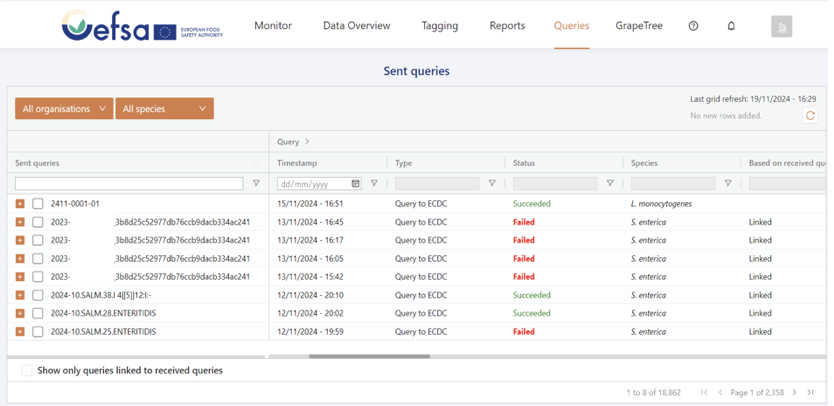 efsa EUROPEAN FOOD
SAFETY AUTHORITY
Monitor Data Overview Tagging Reports Queries GrapeTree
Sent queries
All organisations All species
Last grid refresh: 19/11/2024 - 16:29
No new rows added.
Query
Sent queries Timestamp Type Status Species Based on received qu
dd/mm/yyyy
2411-0001-01 15/11/2024 - 16:51 Query to ECDC Succeeded L. monocytogenes
2023- _3b8d25c52977db76ccb9dacb334ac241 13/11/2024 - 16:45 Query to ECDC Failed S. enterica Linked
2023- _3b8d25c52977db76ccb9dacb334ac241 13/11/2024 - 16:17 Query to ECDC Failed S. enterica Linked
2023- _3b8d25c52977db76ccb9dacb334ac241 13/11/2024 - 16:05 Query to ECDC Failed S. enterica Linked
2023- _3b8d25c52977db76ccb9dacb334ac241 13/11/2024 - 15:42 Query to ECDC Failed S. enterica Linked
2024-10.SALM.38.I 4|[5]|12:I:- 12/11/2024 - 20:10 Query to ECDC Succeeded S. enterica Linked
2024-10.SALM.28.ENTERITIDIS 12/11/2024 - 20:02 Query to ECDC Succeeded S. enterica Linked
2024-10.SALM.25.ENTERITIDIS 12/11/2024 - 19:59 Query to ECDC Failed S. enterica Linked
Show only queries linked to received queries
1 to 8 of 18,862 Page 1 of 2,358